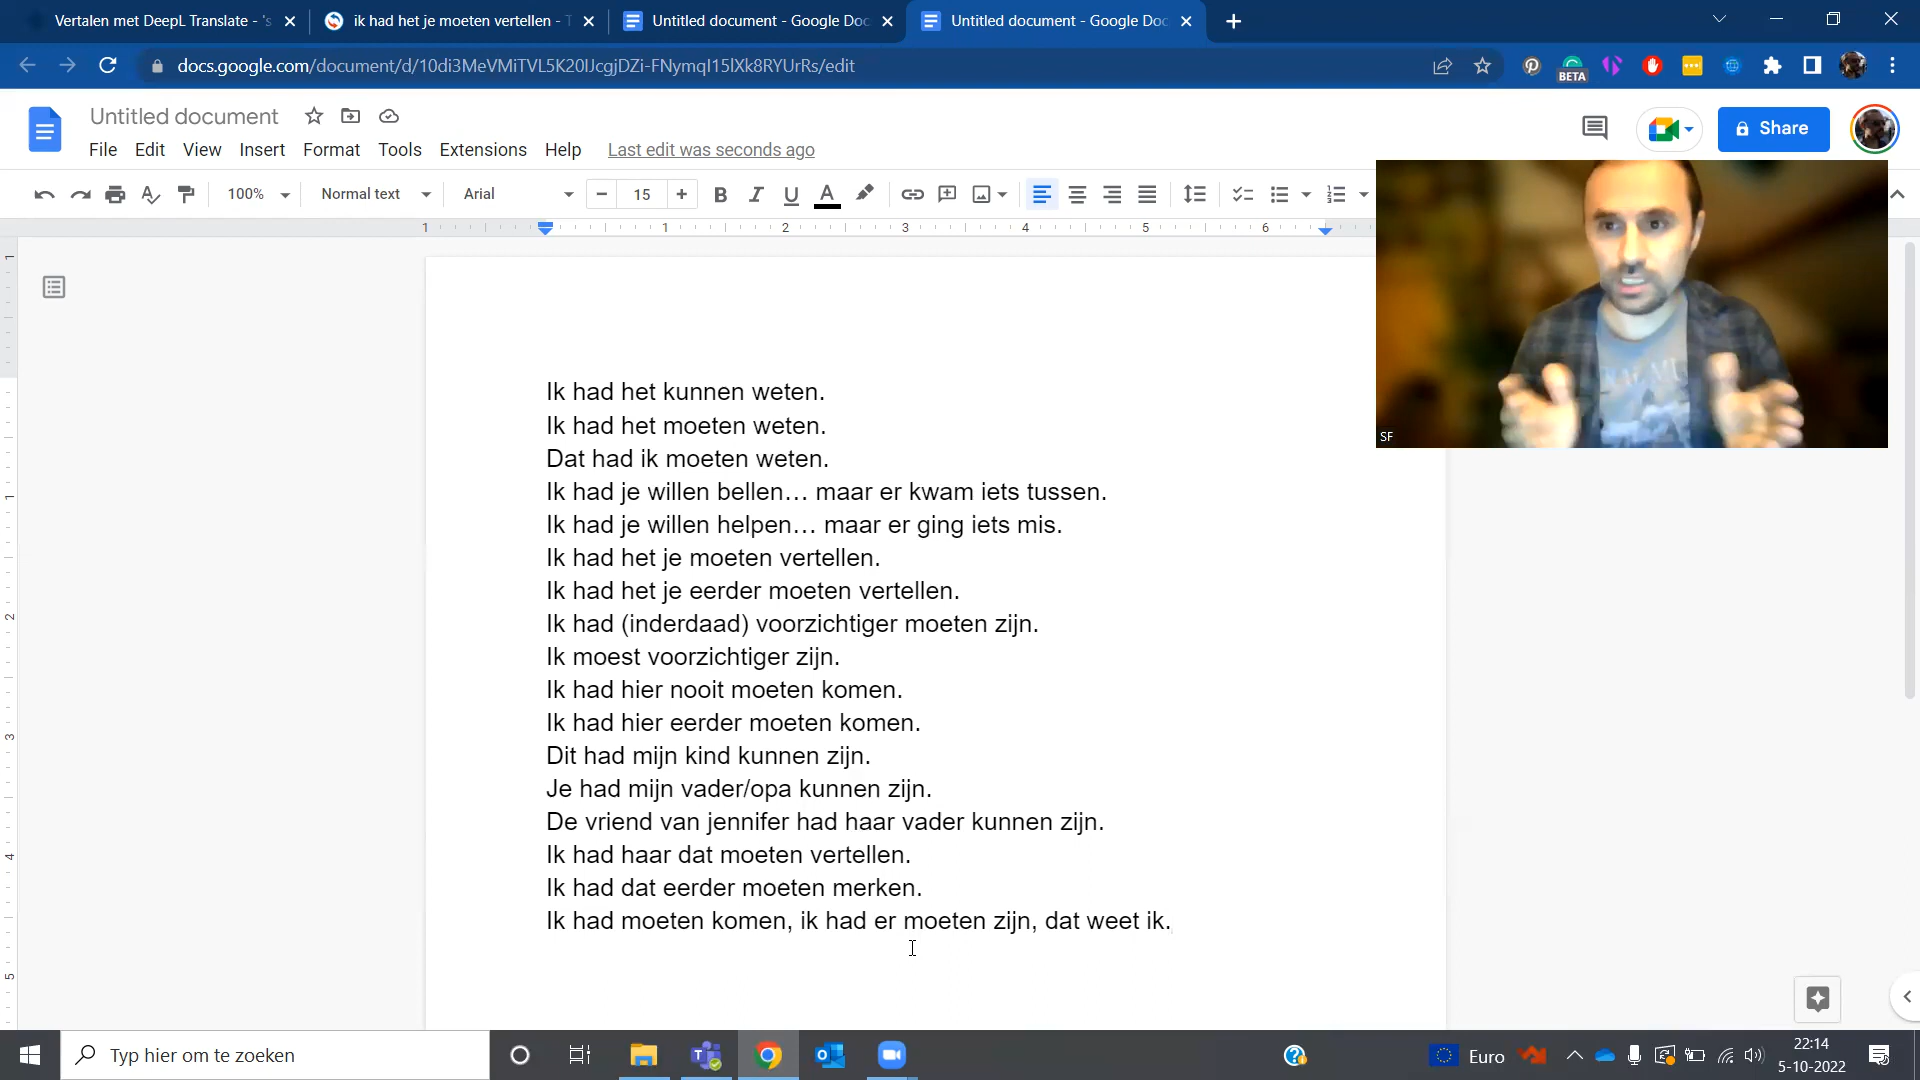 Vertalen met DeepL Translate - 's
ik had het je moeten vertellen - T
Untitled document - Google Doc
Untitled document - Google Doc
docs.google.com/document/d/10di3MeVMiTVL5K20IJcgjDZi-FNymqI15lXk8RYUrRs/edit
BETA
Untitled document
Share
File Edit View Insert Format Tools Extensions Help Last edit was seconds ago
100% Normal text Arial 15
1 1 2 3 4 5 6
SF
Ik had het kunnen weten.
Ik had het moeten weten.
Dat had ik moeten weten.
Ik had je willen bellen… maar er kwam iets tussen.
Ik had je willen helpen… maar er ging iets mis.
Ik had het je moeten vertellen.
Ik had het je eerder moeten vertellen.
Ik had (inderdaad) voorzichtiger moeten zijn.
Ik moest voorzichtiger zijn.
Ik had hier nooit moeten komen.
Ik had hier eerder moeten komen.
Dit had mijn kind kunnen zijn.
Je had mijn vader/opa kunnen zijn.
De vriend van jennifer had haar vader kunnen zijn.
Ik had haar dat moeten vertellen.
Ik had dat eerder moeten merken.
Ik had moeten komen, ik had er moeten zijn, dat weet ik.
Typ hier om te zoeken
Euro
22:14
5-10-2022